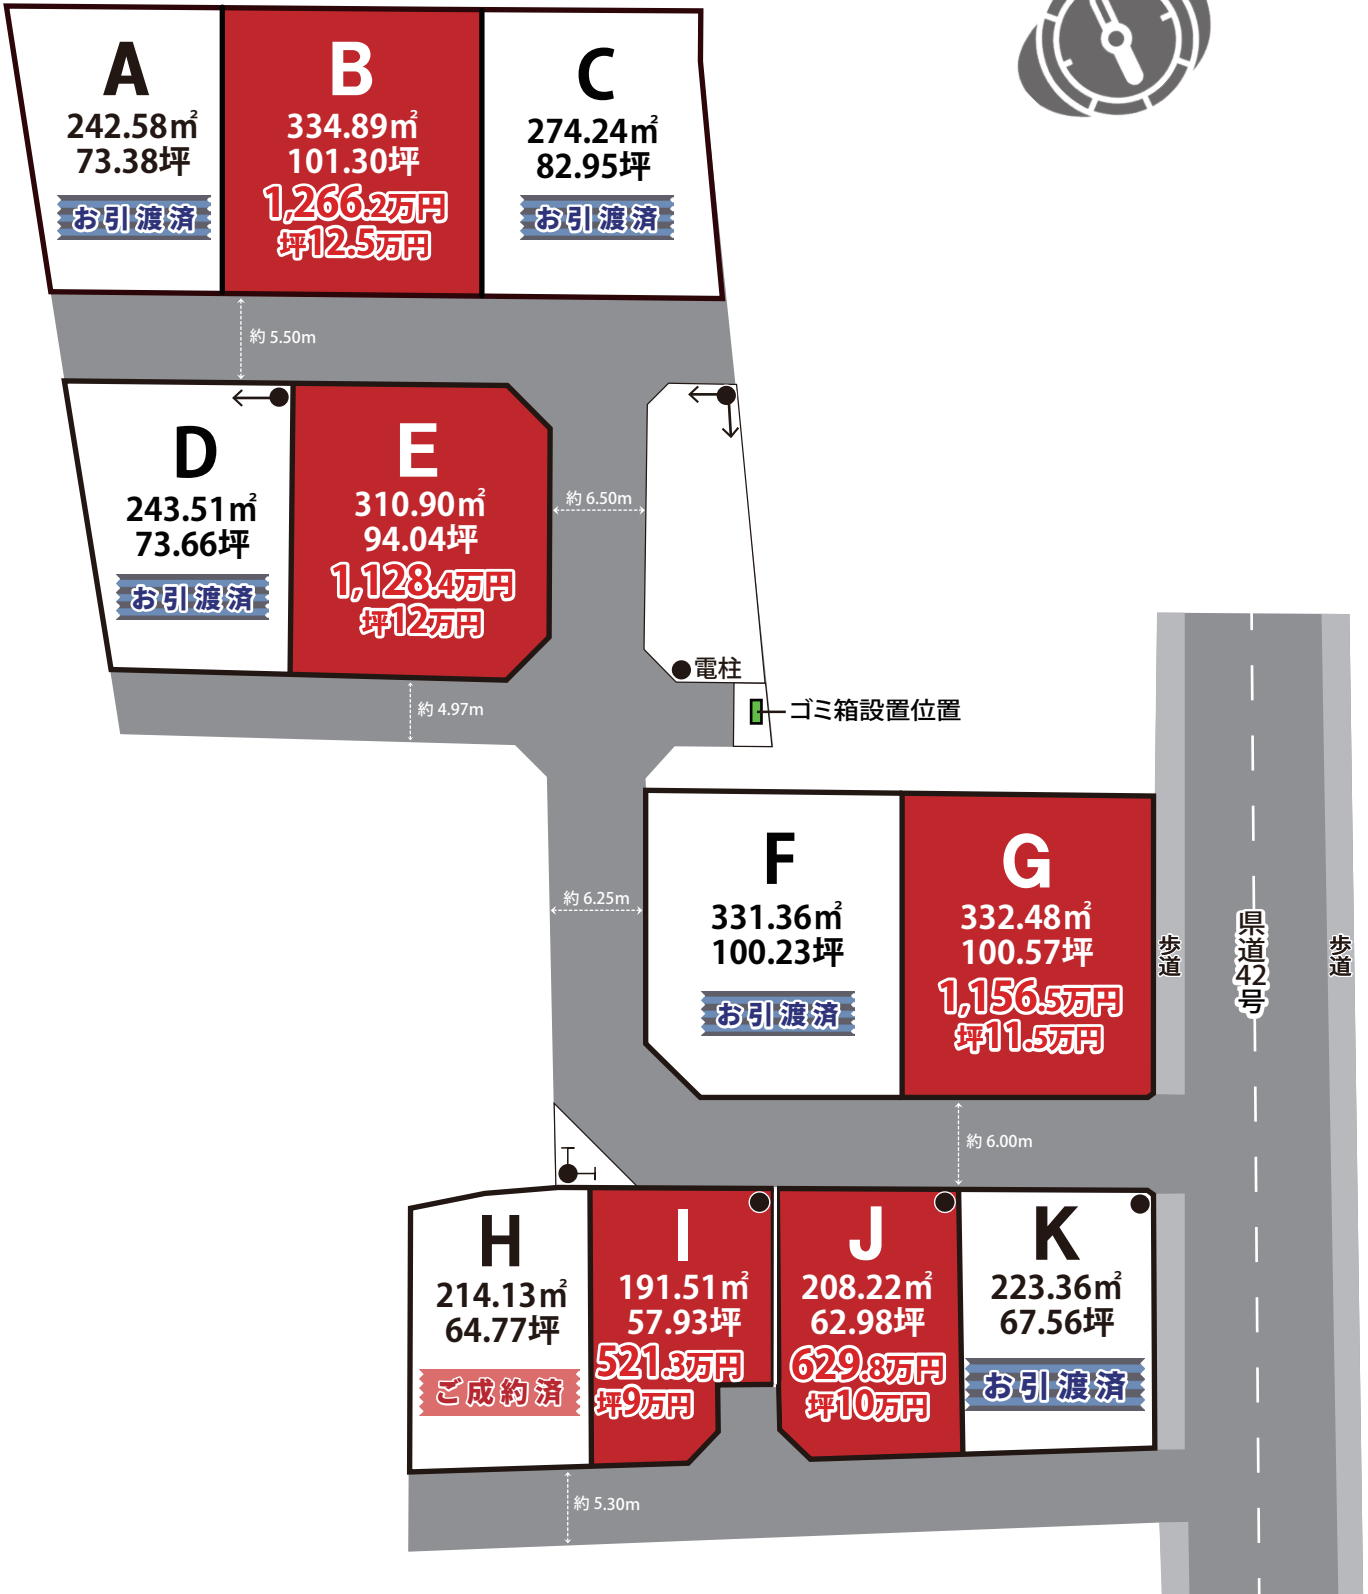 A
242.58㎡
73.38坪
お引渡済
B
334.89㎡
101.30坪
1,266.2万円
坪12.5万円
C
274.24㎡
82.95坪
お引渡済
約 5.50m
D
243.51㎡
73.66坪
お引渡済
E
310.90㎡
94.04坪
1,128.4万円
坪12万円
約 6.50m
電柱
ゴミ箱設置位置
約 4.97m
F
331.36㎡
100.23坪
お引渡済
G
332.48㎡
100.57坪
1,156.5万円
坪11.5万円
約 6.25m
歩道
県道42号
歩道
約 6.00m
H
214.13㎡
64.77坪
ご成約済
I
191.51㎡
57.93坪
521.3万円
坪9万円
J
208.22㎡
62.98坪
629.8万円
坪10万円
K
223.36㎡
67.56坪
お引渡済
約 5.30m